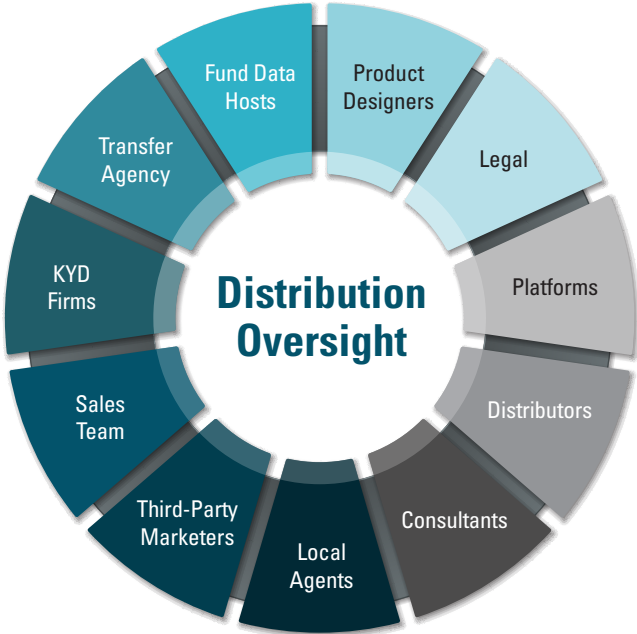 Distribution
Oversight
Product
Designers
Legal
Platforms
Distributors
Consultants
Local
Agents
Third-Party
Marketers
Sales
Team
KYD
Firms
Transfer
Agency
Fund Data
Hosts